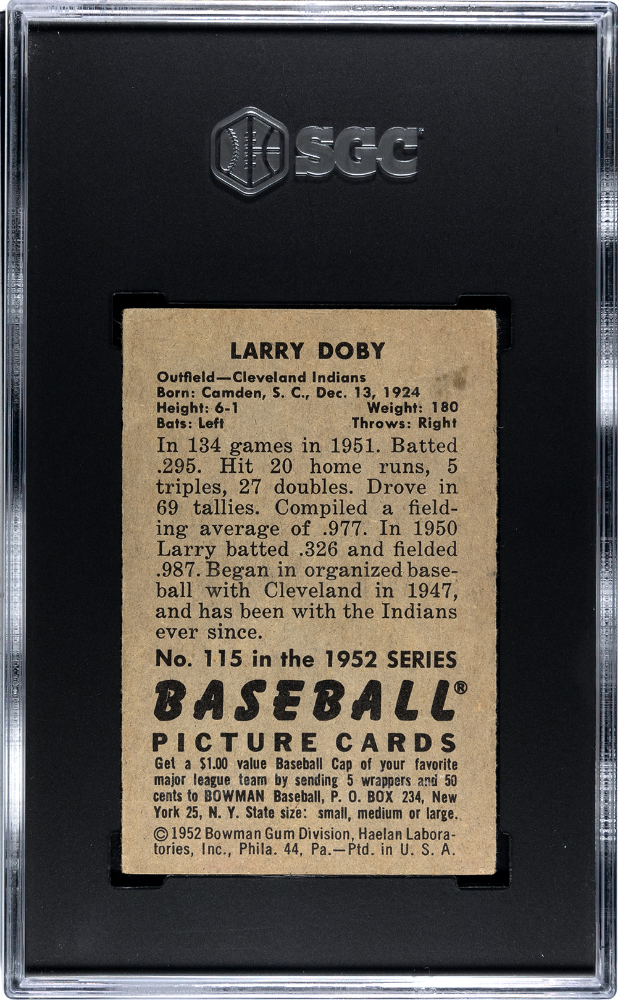 SGC
LARRY DOBY
Outfield—Cleveland Indians
Born: Camden, S. C., Dec. 13, 1924
Height: 6-1 Weight: 180
Bats: Left Throws: Right
In 134 games in 1951. Batted
.295. Hit 20 home runs, 5
triples, 27 doubles. Drove in
69 tallies. Compiled a field-
ing average of .977. In 1950
Larry batted .326 and fielded
.987. Began in organized base-
ball with Cleveland in 1947,
and has been with the Indians
ever since.
No. 115 in the 1952 SERIES
BASEBALL®
PICTURE CARDS
Get a $1.00 value Baseball Cap of your favorite
major league team by sending 5 wrappers and 50
cents to BOWMAN Baseball, P. O. BOX 234, New
York 25, N. Y. State size: small, medium or large.
©1952 Bowman Gum Division, Haelan Labora-
tories, Inc., Phila. 44, Pa.—Ptd. in U. S. A.